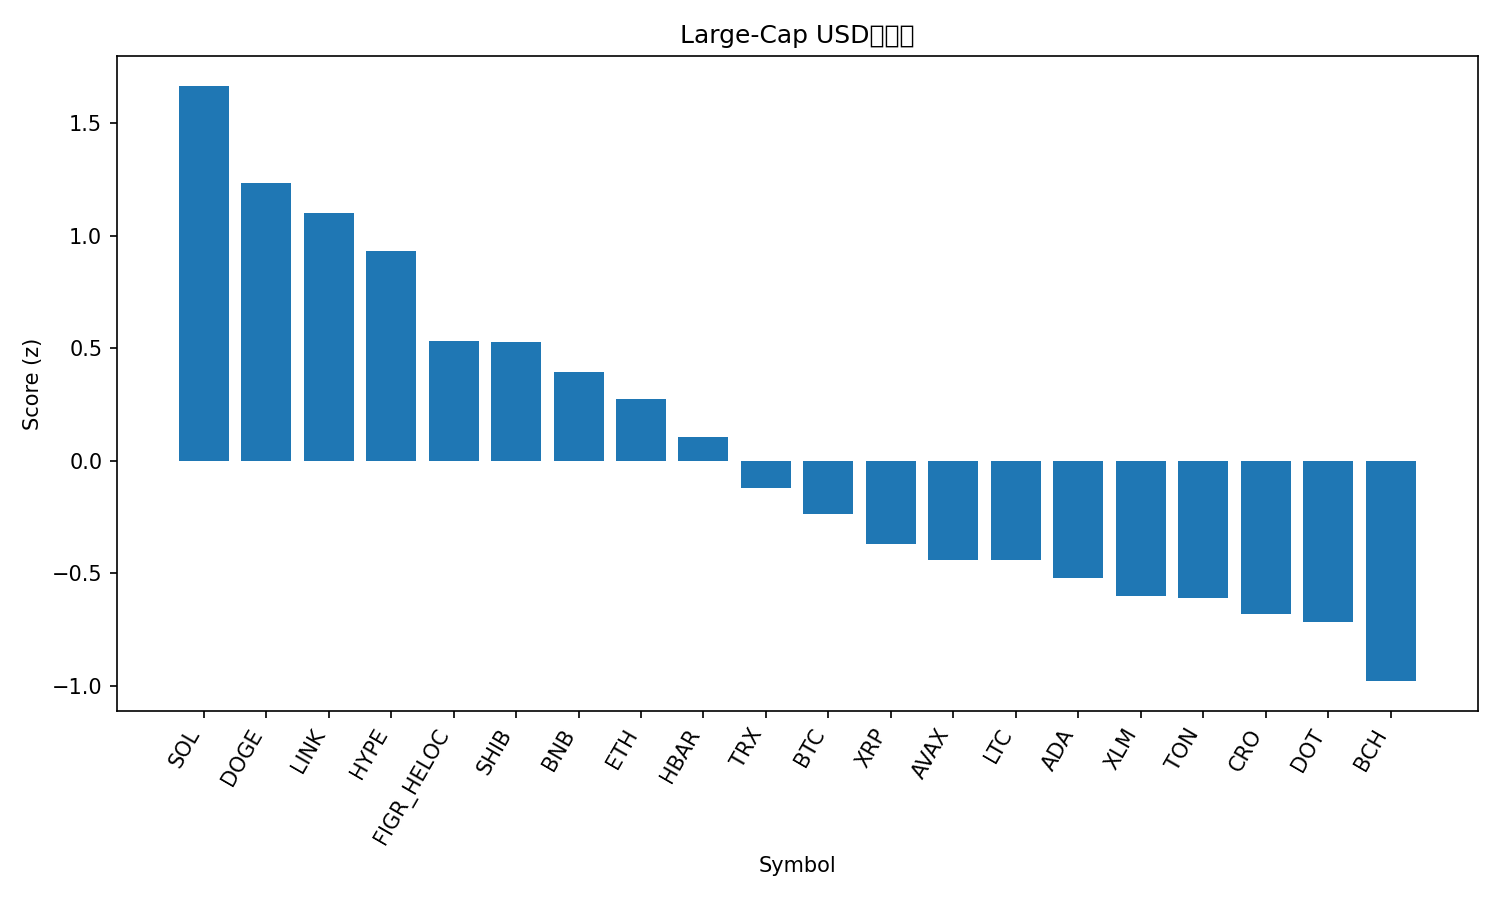 Large-Cap USD
Score (z)
1.5
1.0
0.5
0.0
−0.5
−1.0
SOL
DOGE
LINK
HYPE
FIGR_HELOC
SHIB
BNB
ETH
HBAR
TRX
BTC
XRP
AVAX
LTC
ADA
XLM
TON
CRO
DOT
BCH
Symbol